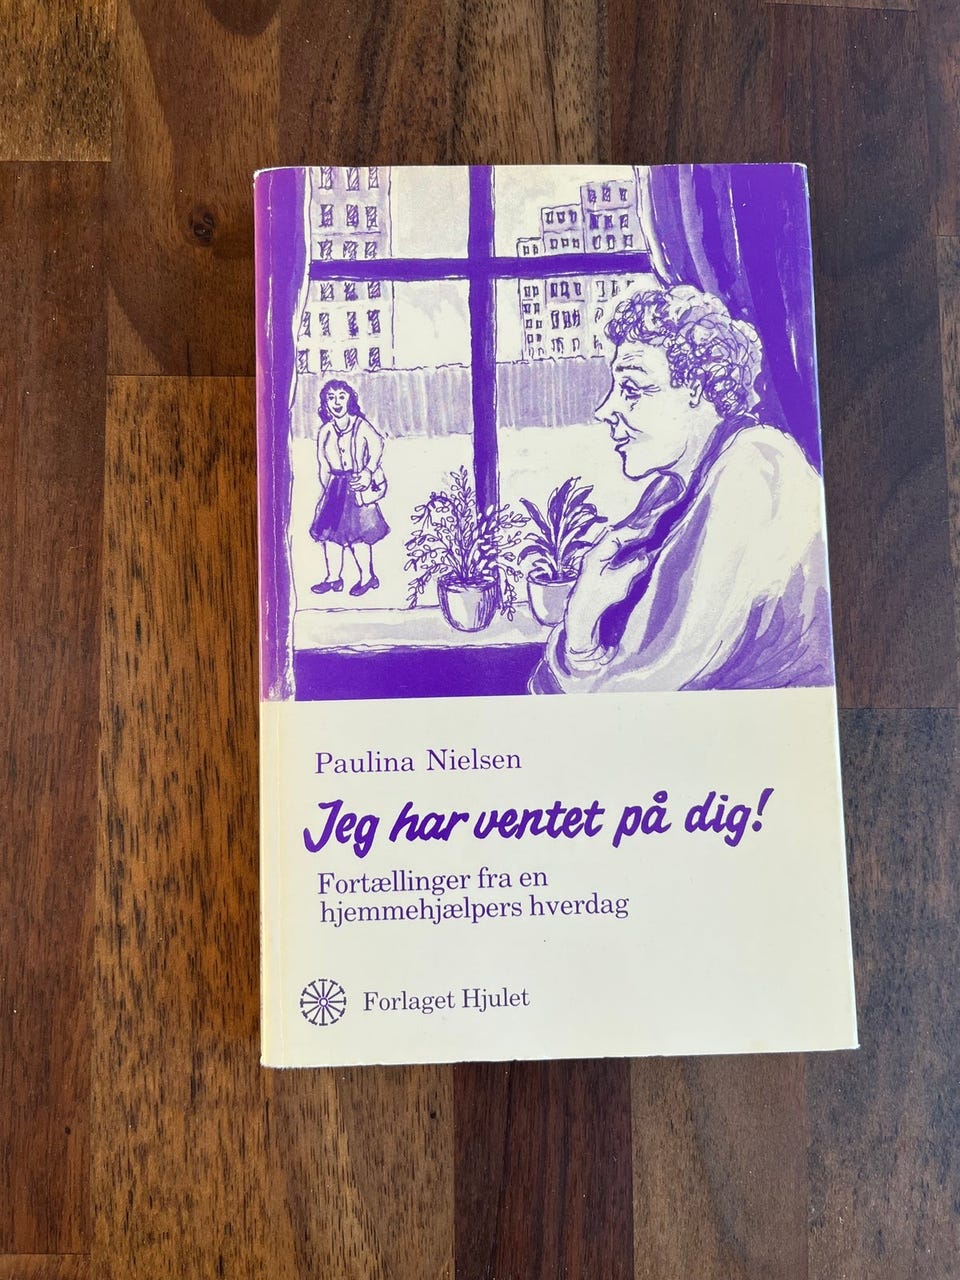 Paulina Nielsen
Jeg har ventet på dig!
Fortællinger fra en
hjemmehjælpers hverdag
Forlaget Hjulet